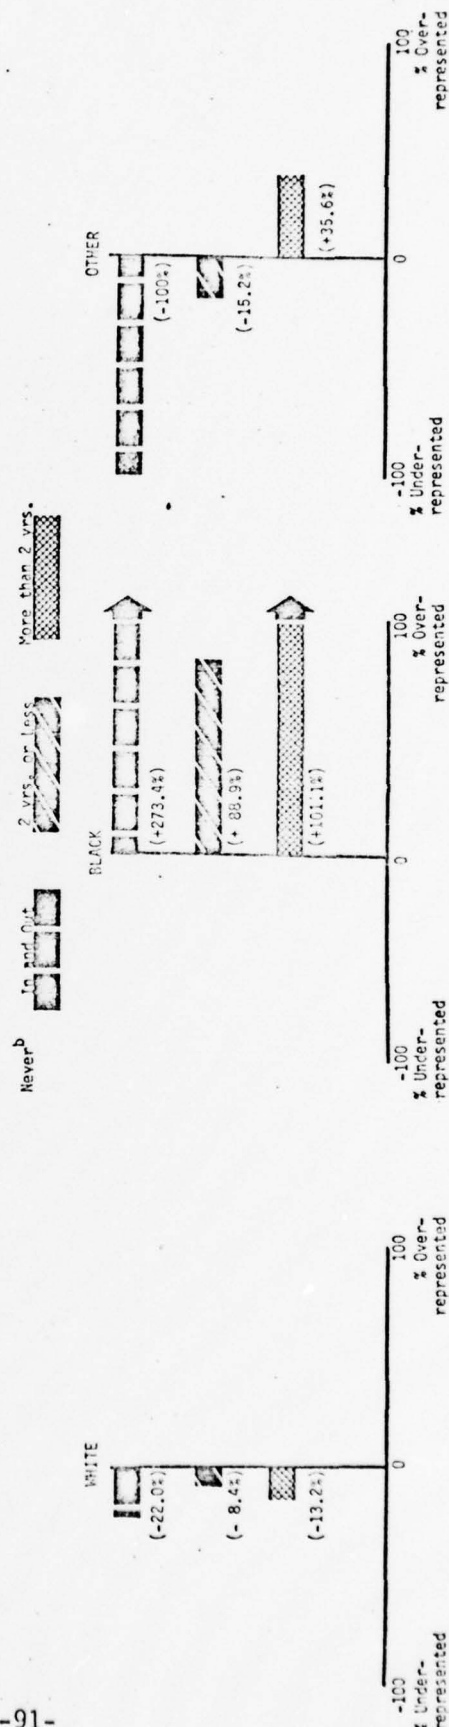 -91-
Never^b
In and Out
2 yrs. or Less
More than 2 yrs.
WHITE
(-22.0%)
(- 8.4%)
(-13.2%)
-100
0
100
% Under-
represented
% Over-
represented
BLACK
(+273.4%)
(+ 88.9%)
(+101.1%)
-100
0
100
% Under-
represented
% Over-
represented
OTHER
(-100%)
(-15.2%)
(+35.6%)
-100
0
100
% Under-
represented
% Over-
represented